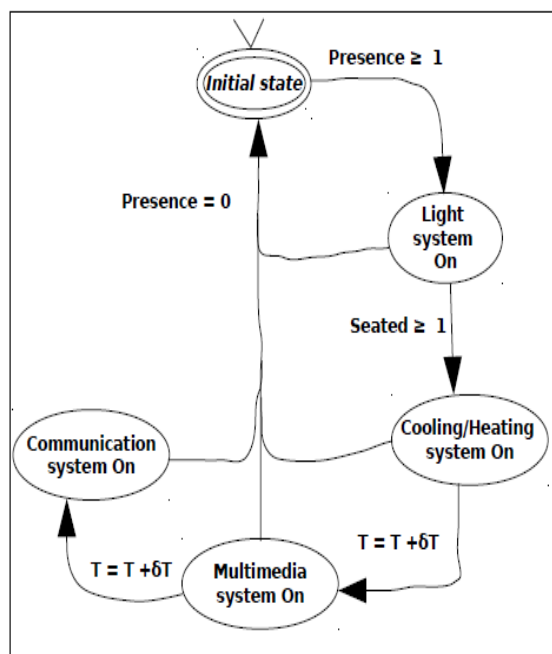 Presence ≥ 1
Initial state
Presence = 0
Light
system
On
Seated ≥ 1
Communication
system On
Cooling/Heating
system On
T = T +δT
T = T +δT
Multimedia
system On